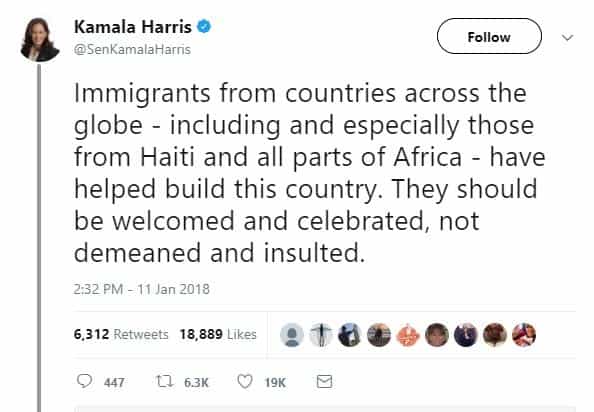 Kamala Harris
@SenKamalaHarris
Follow
Immigrants from countries across the
globe - including and especially those
from Haiti and all parts of Africa - have
helped build this country. They should
be welcomed and celebrated, not
demeaned and insulted.
2:32 PM - 11 Jan 2018
6,312 Retweets 18,889 Likes
447 6.3K 19K